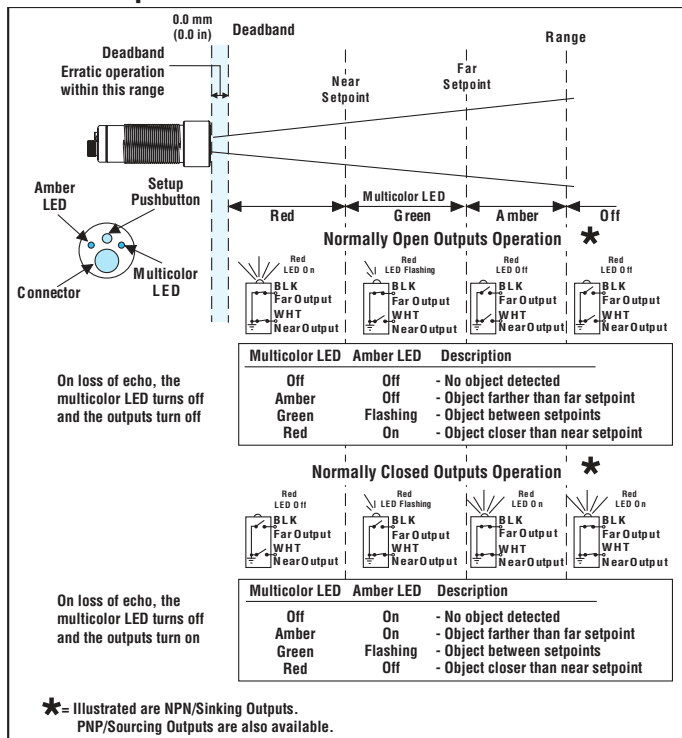 0.0 mm
(0.0 in)
Deadband
Range
Deadband
Erratic operation
within this range
Near
Setpoint
Far
Setpoint
Amber
LED
Setup
Pushbutton
Connector
Multicolor
LED
Multicolor LED
Red
Green
Amber
Off
Normally Open Outputs Operation *
Red
LED On
BLK
Far Output
WHT
Near Output
Red
LED Flashing
BLK
Far Output
WHT
Near Output
Red
LED Off
BLK
Far Output
WHT
Near Output
Red
LED Off
BLK
Far Output
WHT
Near Output
On loss of echo, the
multicolor LED turns off
and the outputs turn off
Multicolor LED Amber LED Description
Off Off - No object detected
Amber Off - Object farther than far setpoint
Green Flashing - Object between setpoints
Red On - Object closer than near setpoint
Normally Closed Outputs Operation *
Red
LED Off
BLK
Far Output
WHT
Near Output
Red
LED Flashing
BLK
Far Output
WHT
Near Output
Red
LED On
BLK
Far Output
WHT
Near Output
Red
LED On
BLK
Far Output
WHT
Near Output
On loss of echo, the
multicolor LED turns off
and the outputs turn on
Multicolor LED Amber LED Description
Off On - No object detected
Amber On - Object farther than far setpoint
Green Flashing - Object between setpoints
Red Off - Object closer than near setpoint
*= Illustrated are NPN/Sinking Outputs.
PNP/Sourcing Outputs are also available.